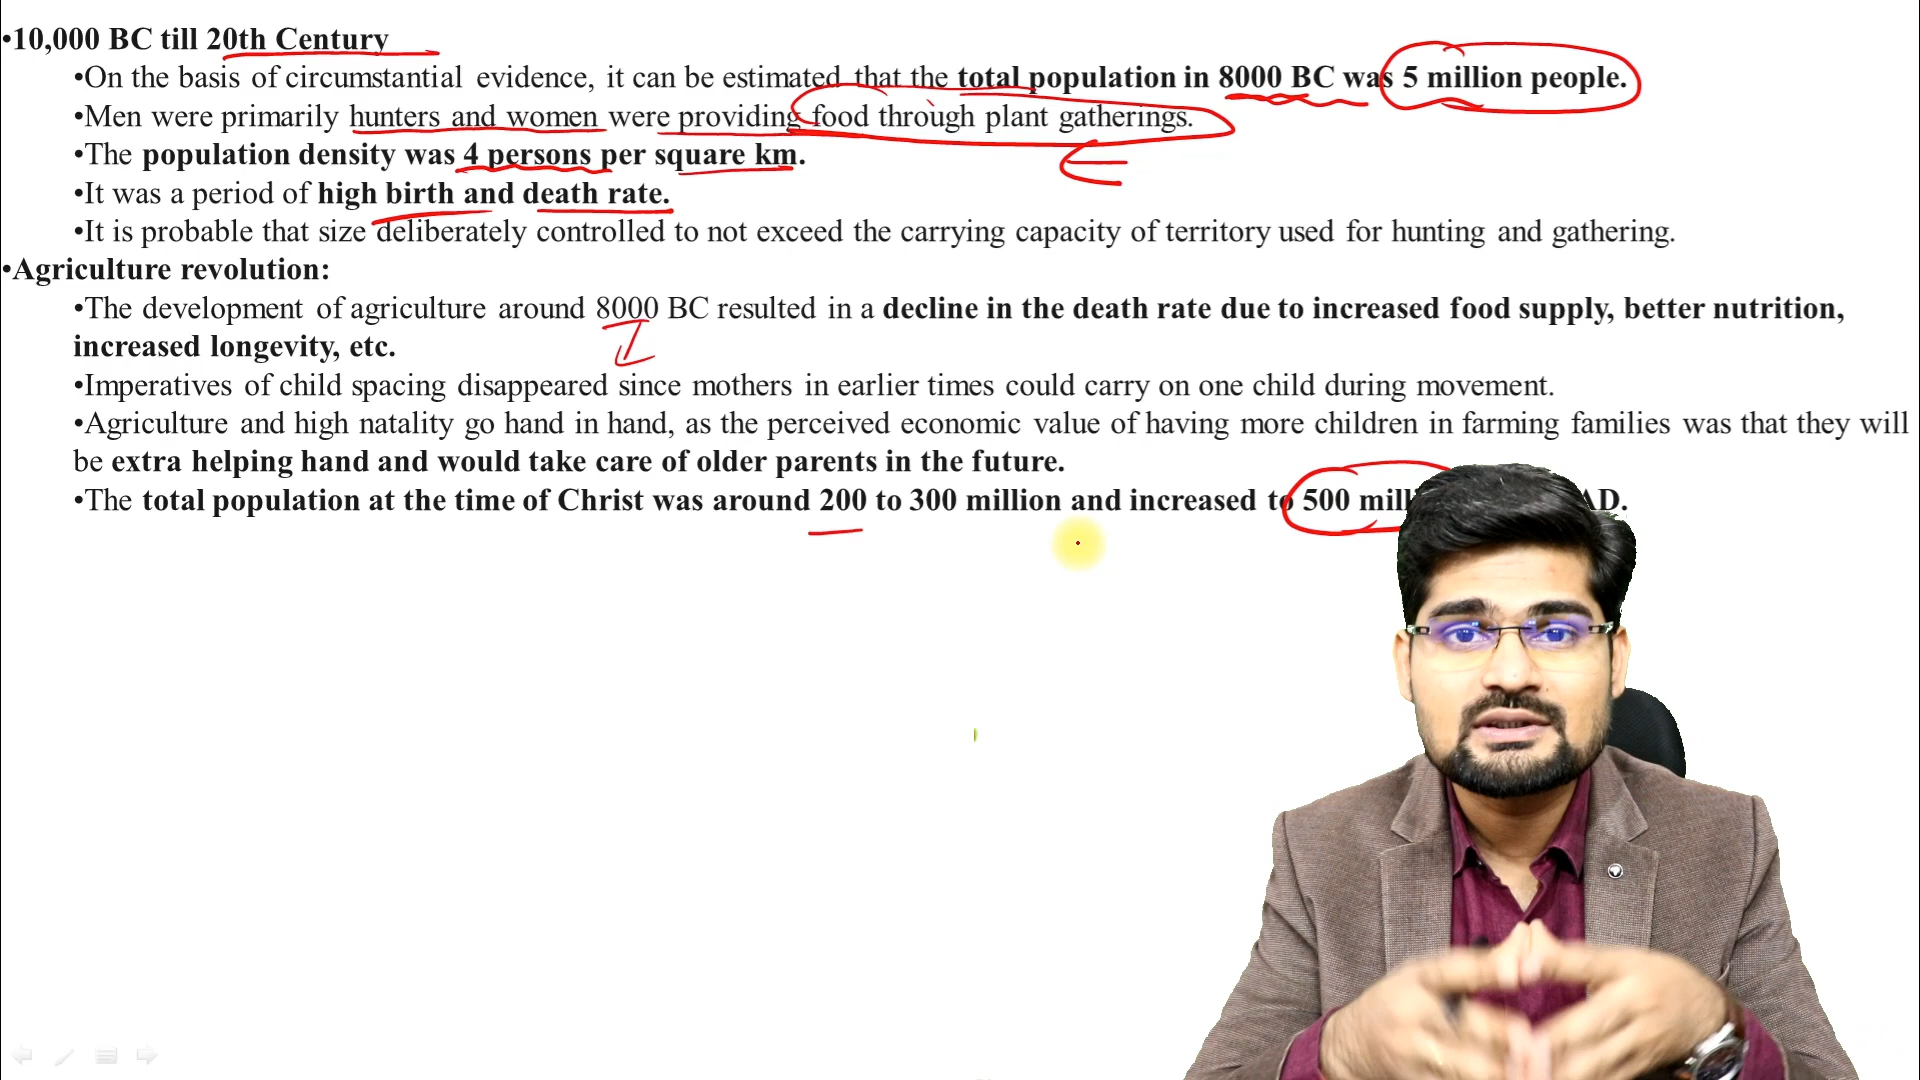 •10,000 BC till 20th Century
•On the basis of circumstantial evidence, it can be estimated that the total population in 8000 BC was 5 million people.
•Men were primarily hunters and women were providing food through plant gatherings.
•The population density was 4 persons per square km.
•It was a period of high birth and death rate.
•It is probable that size deliberately controlled to not exceed the carrying capacity of territory used for hunting and gathering.
•Agriculture revolution:
•The development of agriculture around 8000 BC resulted in a decline in the death rate due to increased food supply, better nutrition,
increased longevity, etc.
•Imperatives of child spacing disappeared since mothers in earlier times could carry on one child during movement.
•Agriculture and high natality go hand in hand, as the perceived economic value of having more children in farming families was that they will
be extra helping hand and would take care of older parents in the future.
•The total population at the time of Christ was around 200 to 300 million and increased to 500 AD.